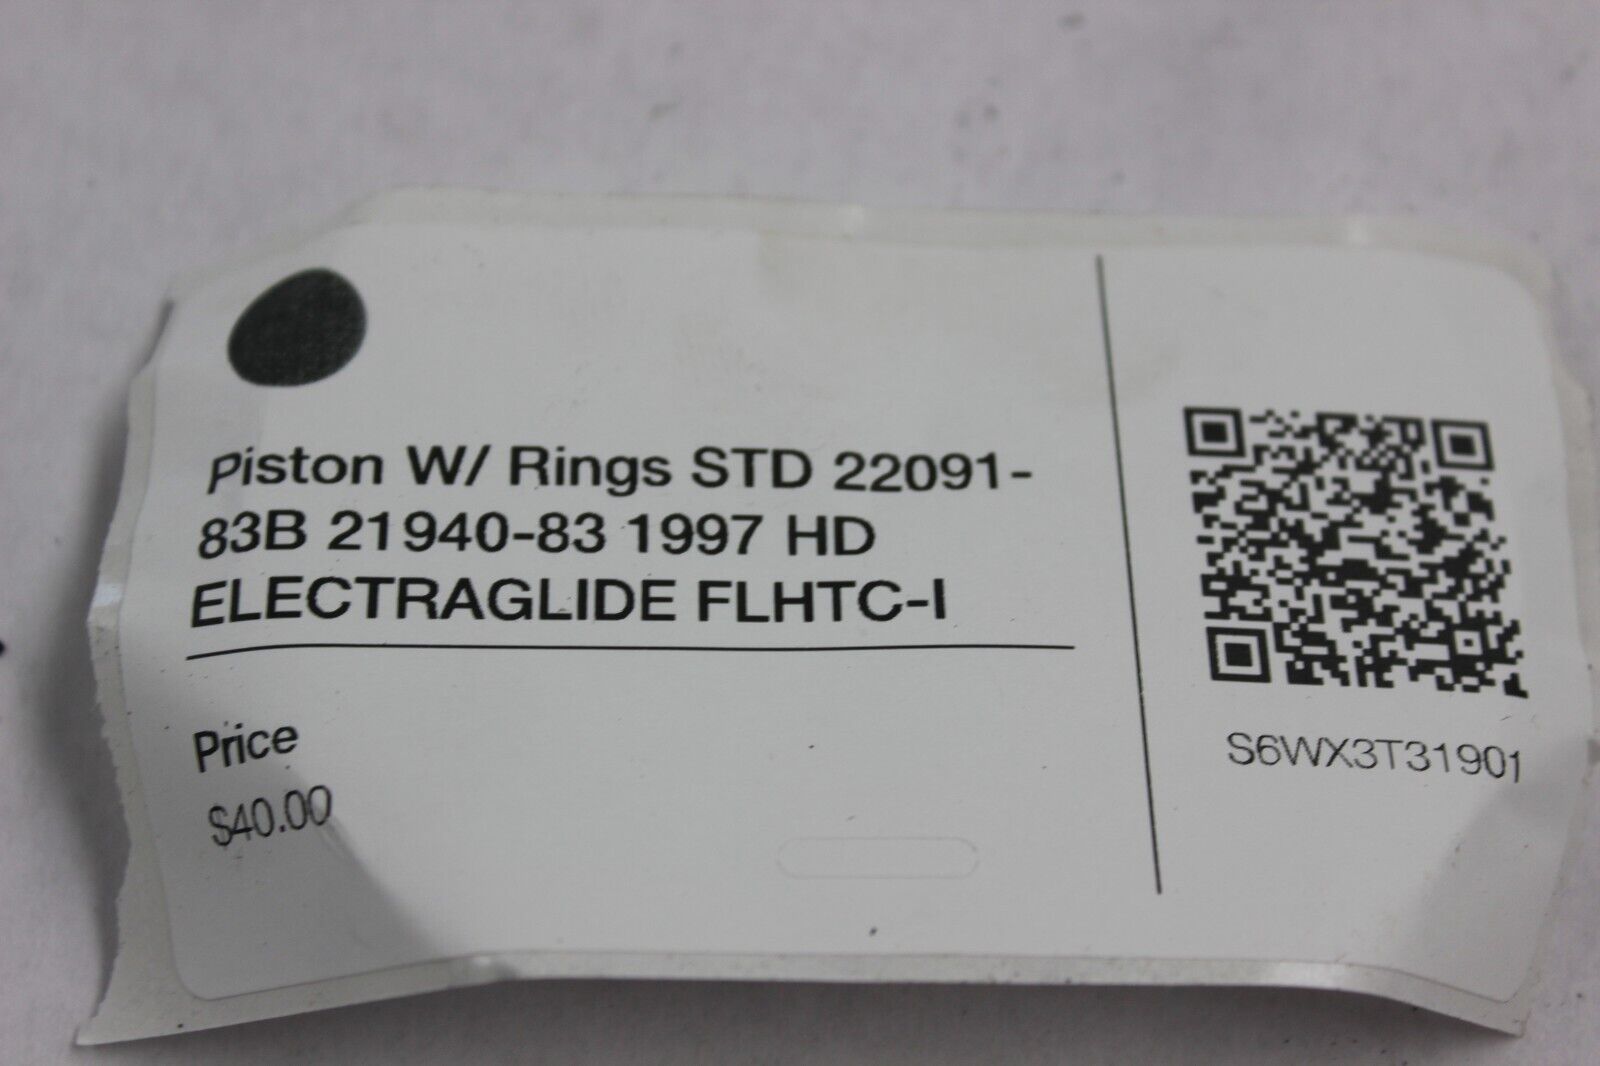 Piston W/ Rings STD 22091-
83B 21940-83 1997 HD
ELECTRAGLIDE FLHTC-I
Price
$40.00
S6WX3T31901